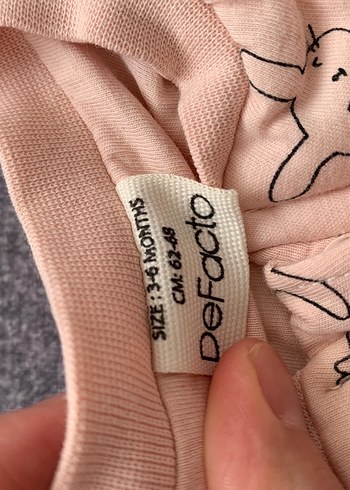 DeFacto
SIZE : 3-6 MONTHS
CM: 62-68